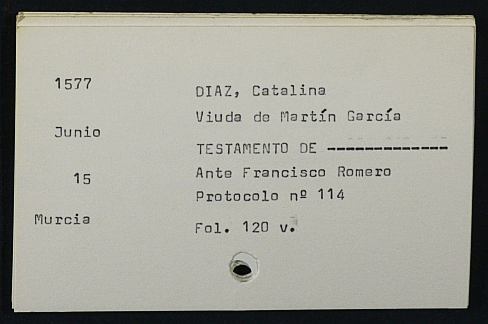 1577
DIAZ, Catalina
Viuda de Martín García
Junio
TESTAMENTO DE -------------
15
Ante Francisco Romero
Protocolo nº 114
Murcia
Fol. 120 v.